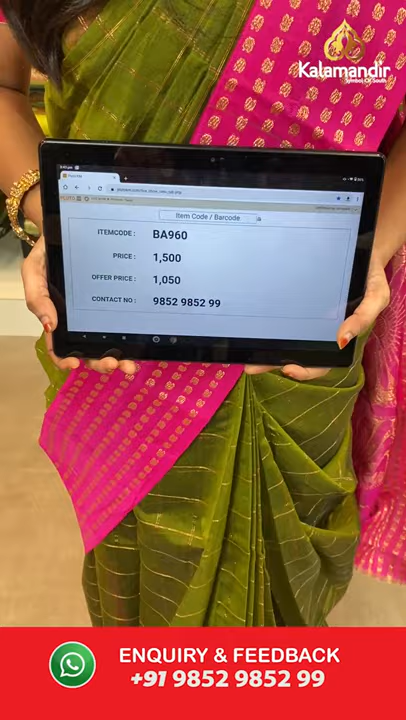 Kalamandir
Symbol Of South
Item Code / Barcode
ITEMCODE : BA960
PRICE : 1,500
OFFER PRICE : 1,050
CONTACT NO : 9852 9852 99
ENQUIRY & FEEDBACK
+91 9852 9852 99